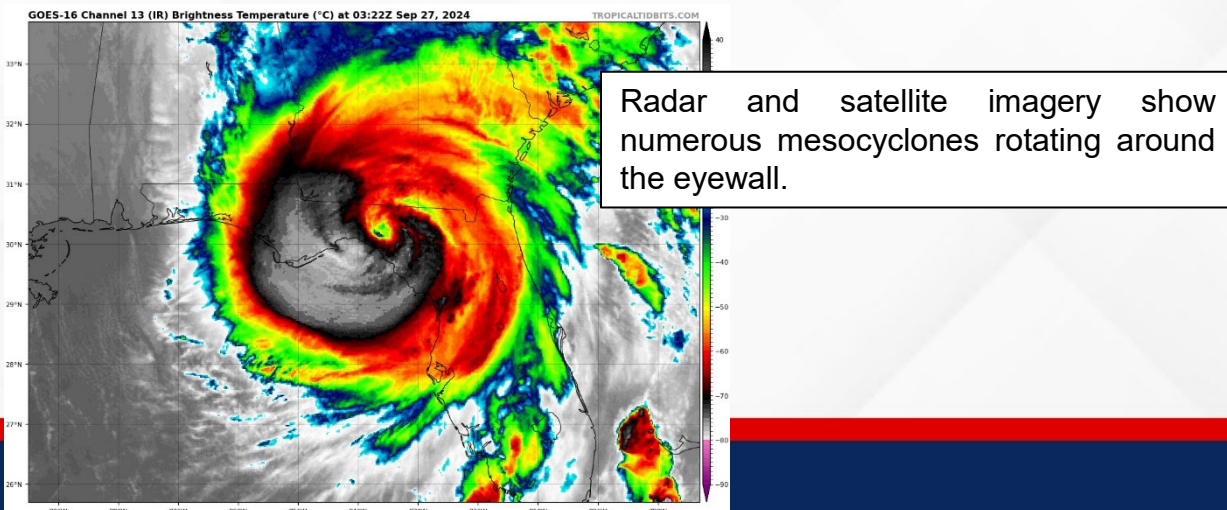 GOES-16 Channel 13 (IR) Brightness Temperature (°C) at 03:22Z Sep 27, 2024
TROPICALTIDBITS.COM
40
33°N
Radar and satellite imagery show
numerous mesocyclones rotating around
the eyewall.
32°N
31°N
−30
30°N
−40
29°N
−50
−60
28°N
−70
27°N
−80
26°N
−90